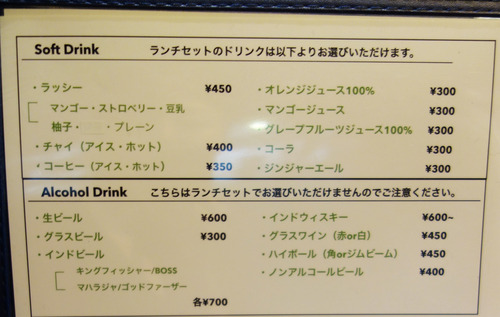 Soft Drink　ランチセットのドリンクは以下よりお選びいただけます。
・ラッシー　¥450
マンゴー・ストロベリー・豆乳
柚子・　・プレーン
・チャイ（アイス・ホット）　¥400
・コーヒー（アイス・ホット）　¥350
・オレンジジュース100%　¥300
・マンゴージュース　¥300
・グレープフルーツジュース100%　¥300
・コーラ　¥300
・ジンジャーエール　¥300
Alcohol Drink　こちらはランチセットでお選びいただけませんのでご注意ください。
・生ビール　¥600
・グラスビール　¥300
・インドビール
キングフィッシャー/BOSS
マハラジャ/ゴッドファーザー
各¥700
・インドウィスキー　¥600~
・グラスワイン（赤or白）　¥450
・ハイボール（角orジムビーム）　¥450
・ノンアルコールビール　¥400